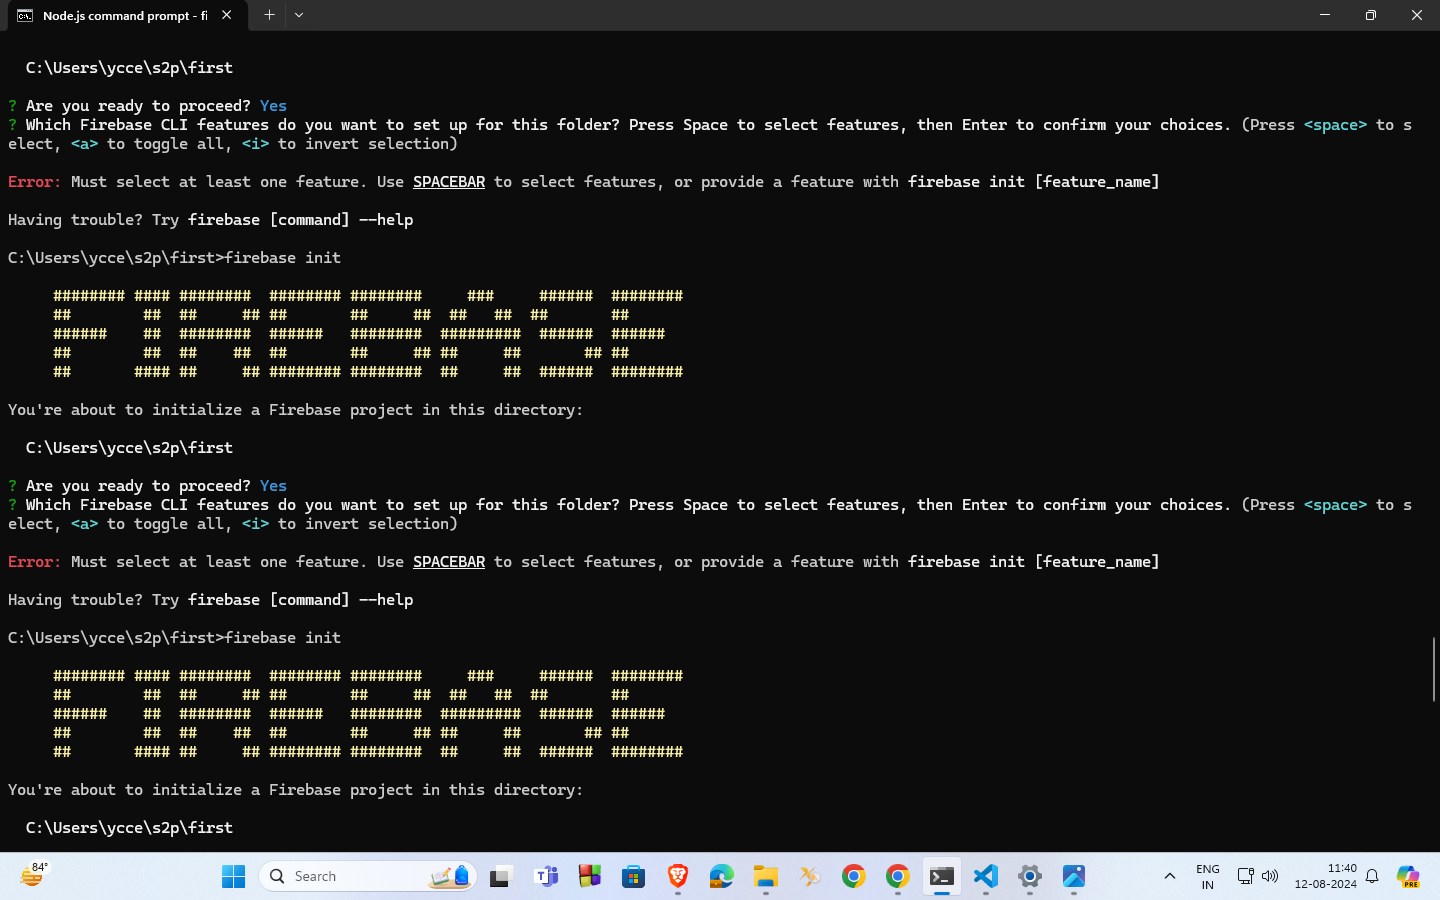 Node.js command prompt - fi
C:\Users\ycce\s2p\first
? Are you ready to proceed? Yes
? Which Firebase CLI features do you want to set up for this folder? Press Space to select features, then Enter to confirm your choices. (Press <space> to s
elect, <a> to toggle all, <i> to invert selection)
Error: Must select at least one feature. Use SPACEBAR to select features, or provide a feature with firebase init [feature_name]
Having trouble? Try firebase [command] --help
C:\Users\ycce\s2p\first>firebase init
######## #### ########  ######## ########     ###     ######  ########
##        ##  ##     ## ##       ##     ##  ##   ##  ##       ##
######    ##  ########  ######   ########  #########  ######  ######
##        ##  ##    ##  ##       ##     ## ##     ##       ## ##
##       #### ##     ## ######## ########  ##     ##  ######  ########
You're about to initialize a Firebase project in this directory:
C:\Users\ycce\s2p\first
? Are you ready to proceed? Yes
? Which Firebase CLI features do you want to set up for this folder? Press Space to select features, then Enter to confirm your choices. (Press <space> to s
elect, <a> to toggle all, <i> to invert selection)
Error: Must select at least one feature. Use SPACEBAR to select features, or provide a feature with firebase init [feature_name]
Having trouble? Try firebase [command] --help
C:\Users\ycce\s2p\first>firebase init
######## #### ########  ######## ########     ###     ######  ########
##        ##  ##     ## ##       ##     ##  ##   ##  ##       ##
######    ##  ########  ######   ########  #########  ######  ######
##        ##  ##    ##  ##       ##     ## ##     ##       ## ##
##       #### ##     ## ######## ########  ##     ##  ######  ########
You're about to initialize a Firebase project in this directory:
C:\Users\ycce\s2p\first
84°
Search
ENG
IN
11:40
12-08-2024
PRE